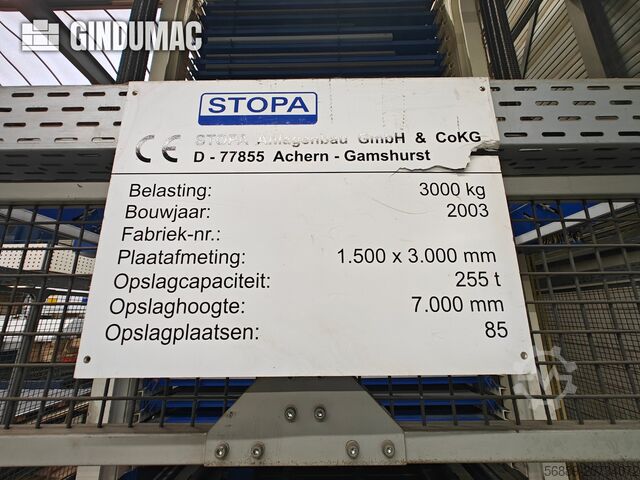 GINDUMAC
STOPA
CE STOPA Anlagenbau GmbH & CoKG
D - 77855 Achern - Gamshurst
Belasting: 3000 kg
Bouwjaar: 2003
Fabriek-nr.:
Plaatafmeting: 1.500 x 3.000 mm
Opslagcapaciteit: 255 t
Opslaghoogte: 7.000 mm
Opslagplaatsen: 85